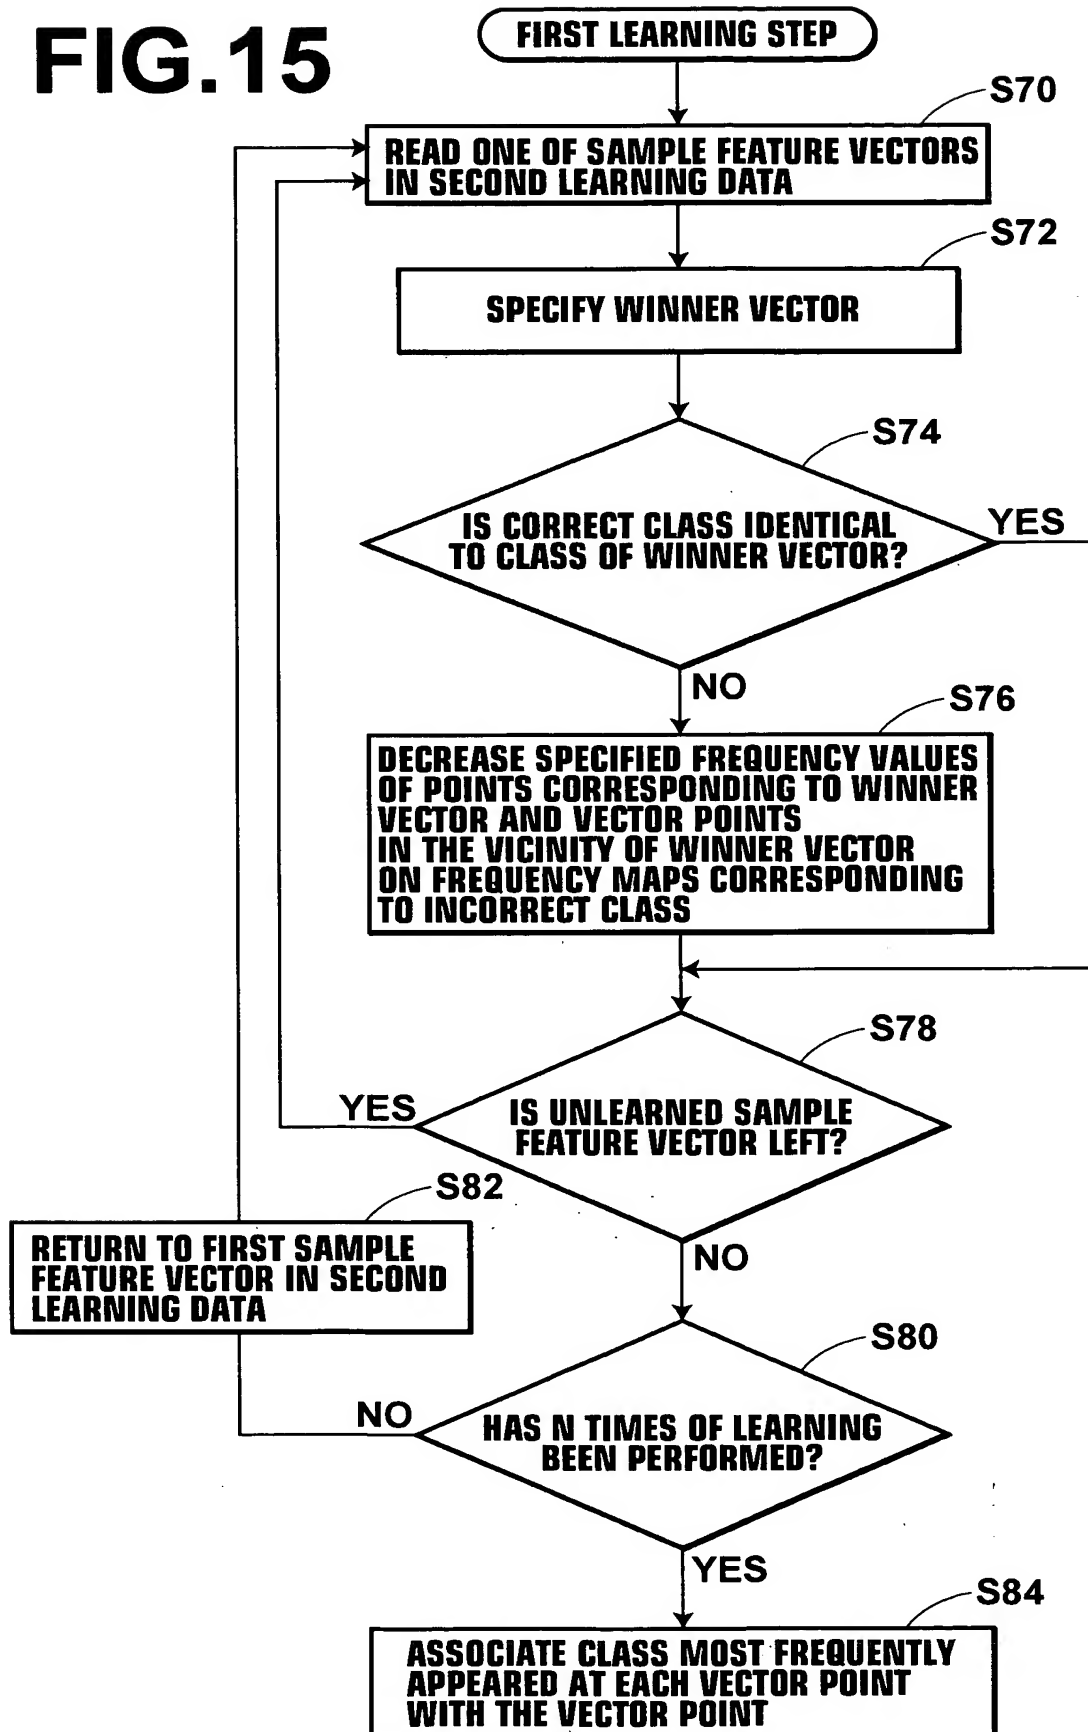 FIG.15
FIRST LEARNING STEP
S70
READ ONE OF SAMPLE FEATURE VECTORS
IN SECOND LEARNING DATA
S72
SPECIFY WINNER VECTOR
S74
IS CORRECT CLASS IDENTICAL
TO CLASS OF WINNER VECTOR?
YES
NO
S76
DECREASE SPECIFIED FREQUENCY VALUES
OF POINTS CORRESPONDING TO WINNER
VECTOR AND VECTOR POINTS
IN THE VICINITY OF WINNER VECTOR
ON FREQUENCY MAPS CORRESPONDING
TO INCORRECT CLASS
S78
IS UNLEARNED SAMPLE
FEATURE VECTOR LEFT?
YES
NO
S82
RETURN TO FIRST SAMPLE
FEATURE VECTOR IN SECOND
LEARNING DATA
S80
HAS N TIMES OF LEARNING
BEEN PERFORMED?
NO
YES
S84
ASSOCIATE CLASS MOST FREQUENTLY
APPEARED AT EACH VECTOR POINT
WITH THE VECTOR POINT